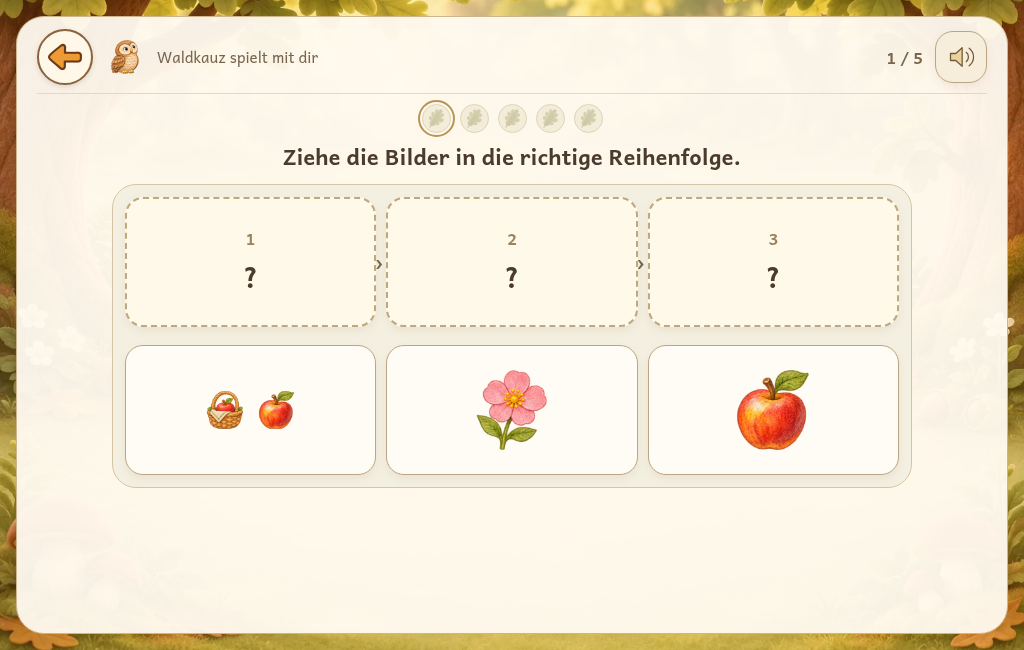 Waldkauz spielt mit dir
1 / 5
Ziehe die Bilder in die richtige Reihenfolge.
1
?
›
2
?
›
3
?